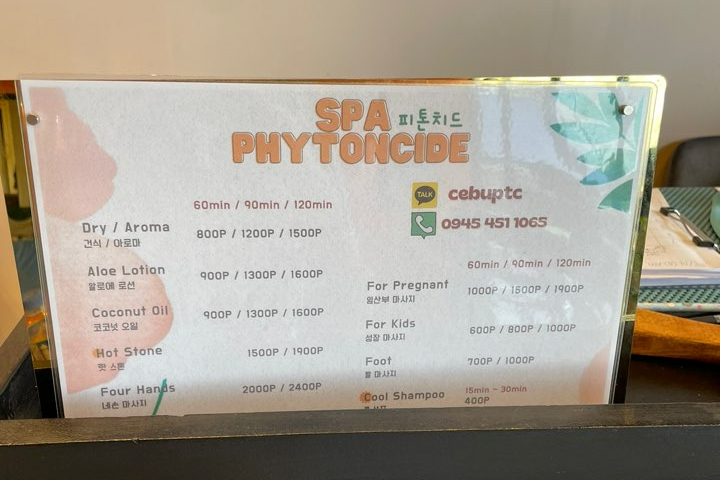 SPA 피톤치드
PHYTONCIDE
TALK cebuptc
0945 451 1065
60min / 90min / 120min
Dry / Aroma 800P / 1200P / 1500P
건식 / 아로마
Aloe Lotion 900P / 1300P / 1600P
알로에 로션
Coconut Oil 900P / 1300P / 1600P
코코넛 오일
Hot Stone 1500P / 1900P
핫 스톤
Four Hands 2000P / 2400P
네손 마사지
60min / 90min / 120min
For Pregnant 1000P / 1500P / 1900P
임산부 마사지
For Kids 600P / 800P / 1000P
성장 마사지
Foot 700P / 1000P
발 마사지
Cool Shampoo 15min ~ 30min
400P